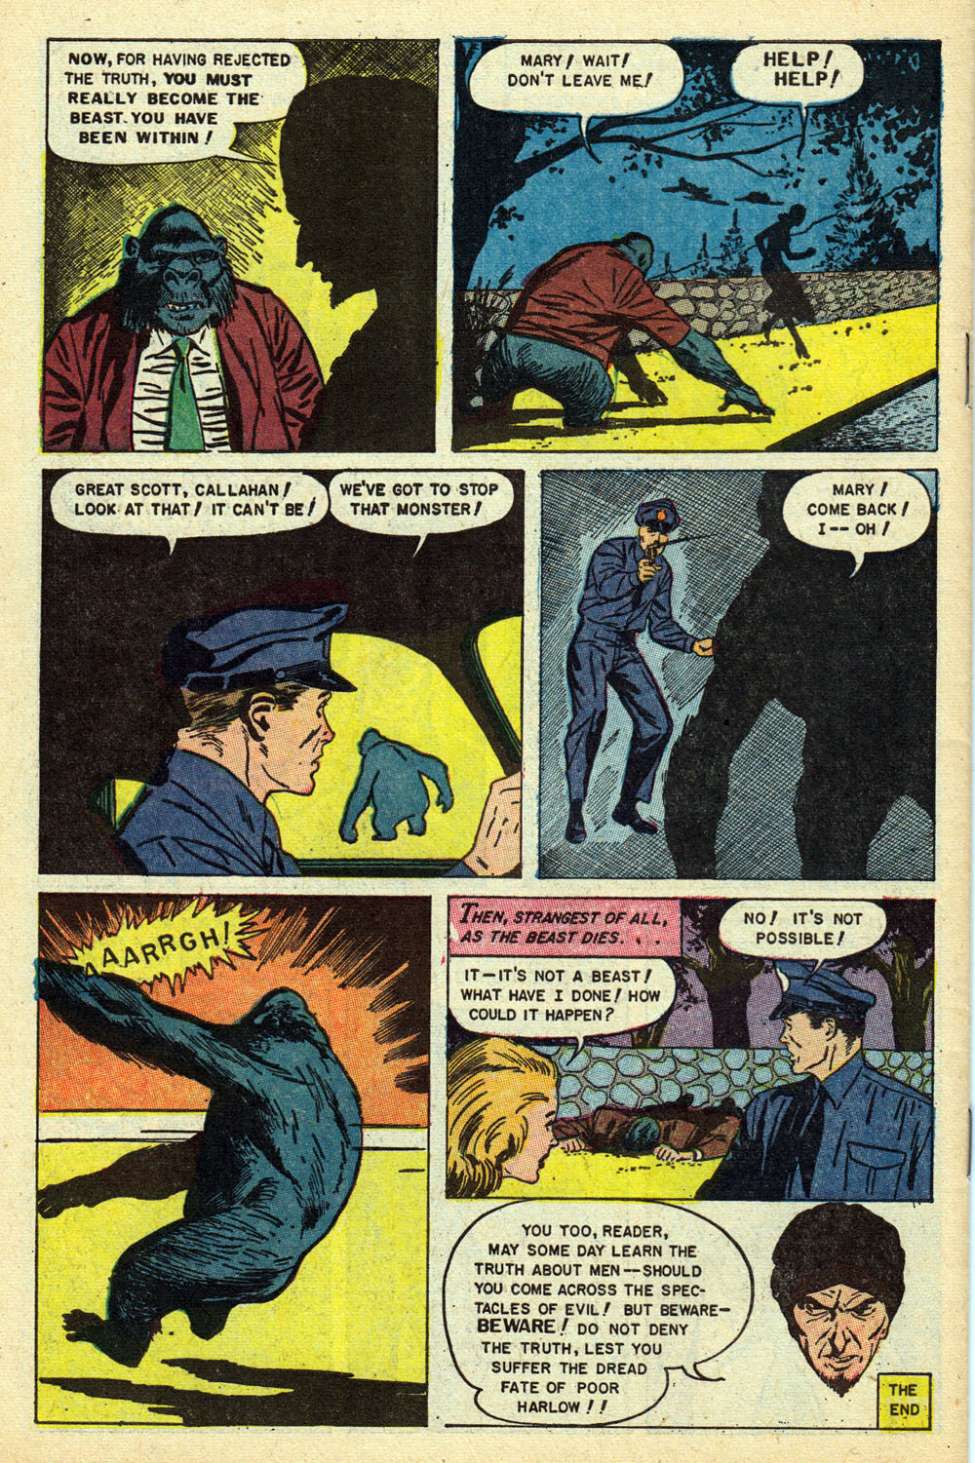 NOW, FOR HAVING REJECTED
THE TRUTH, YOU MUST
REALLY BECOME THE
BEAST YOU HAVE
BEEN WITHIN!
MARY! WAIT!
DON'T LEAVE ME!
HELP!
HELP!
GREAT SCOTT, CALLAHAN!
LOOK AT THAT! IT CAN'T BE!
WE'VE GOT TO STOP
THAT MONSTER!
MARY!
COME BACK!
I--OH!
AAARRGH!
THEN, STRANGEST OF ALL,
AS THE BEAST DIES...
IT-IT'S NOT A BEAST!
WHAT HAVE I DONE! HOW
COULD IT HAPPEN?
NO! IT'S NOT
POSSIBLE!
YOU TOO, READER,
MAY SOME DAY LEARN THE
TRUTH ABOUT MEN--SHOULD
YOU COME ACROSS THE SPEC-
TACLES OF EVIL! BUT BEWARE-
BEWARE! DO NOT DENY
THE TRUTH, LEST YOU
SUFFER THE DREAD
FATE OF POOR
HARLOW!!
THE
END